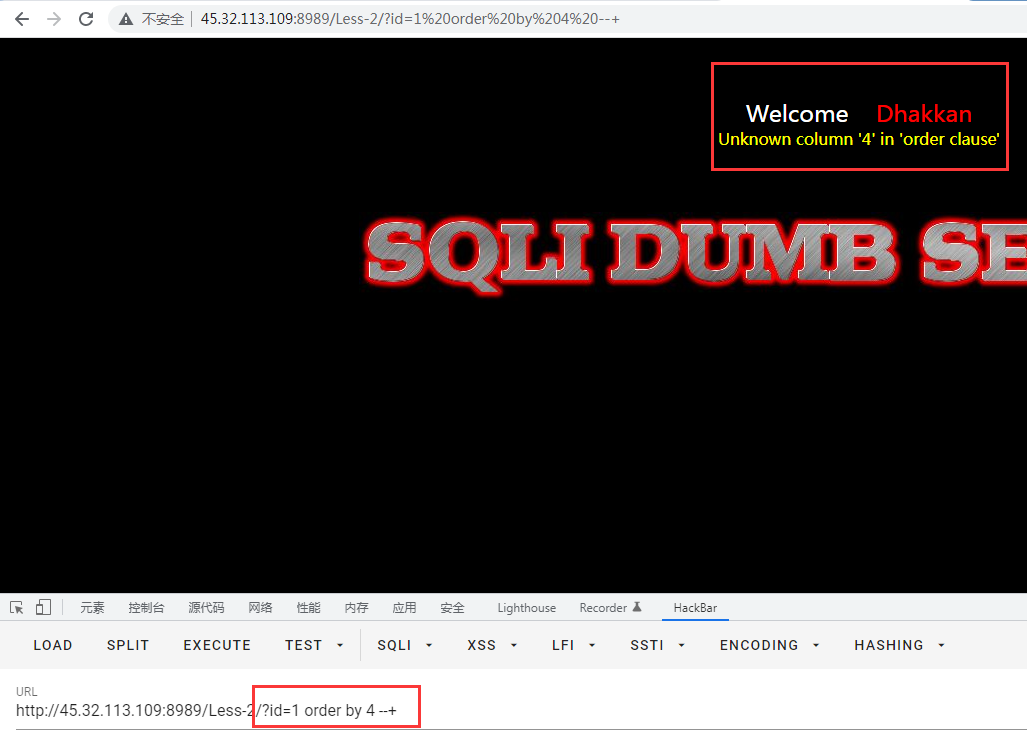 不安全 45.32.113.109:8989/Less-2/?id=1%20order%20by%204%20--+
Welcome Dhakkan
Unknown column '4' in 'order clause'
SQLI DUMB SE
元素 控制台 源代码 网络 性能 内存 应用 安全 Lighthouse Recorder HackBar
LOAD SPLIT EXECUTE TEST SQLI XSS LFI SSTI ENCODING HASHING
URL
http://45.32.113.109:8989/Less-2/?id=1 order by 4 --+